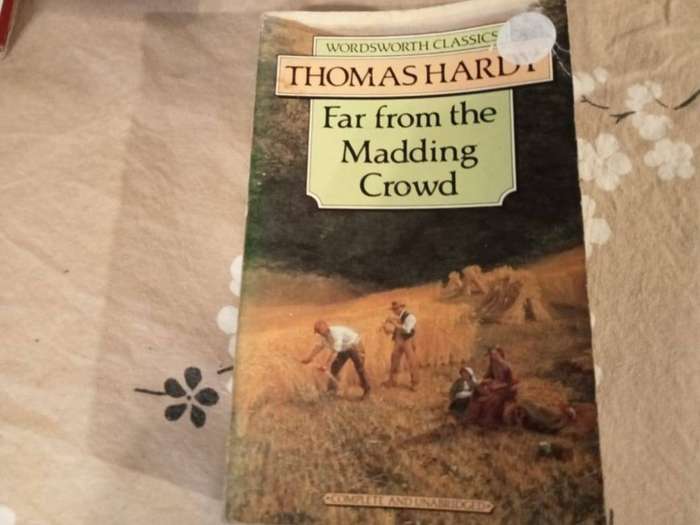 WORDSWORTH CLASSICS
THOMAS HARDY
Far from the
Madding
Crowd
COMPLETE AND UNABRIDGED